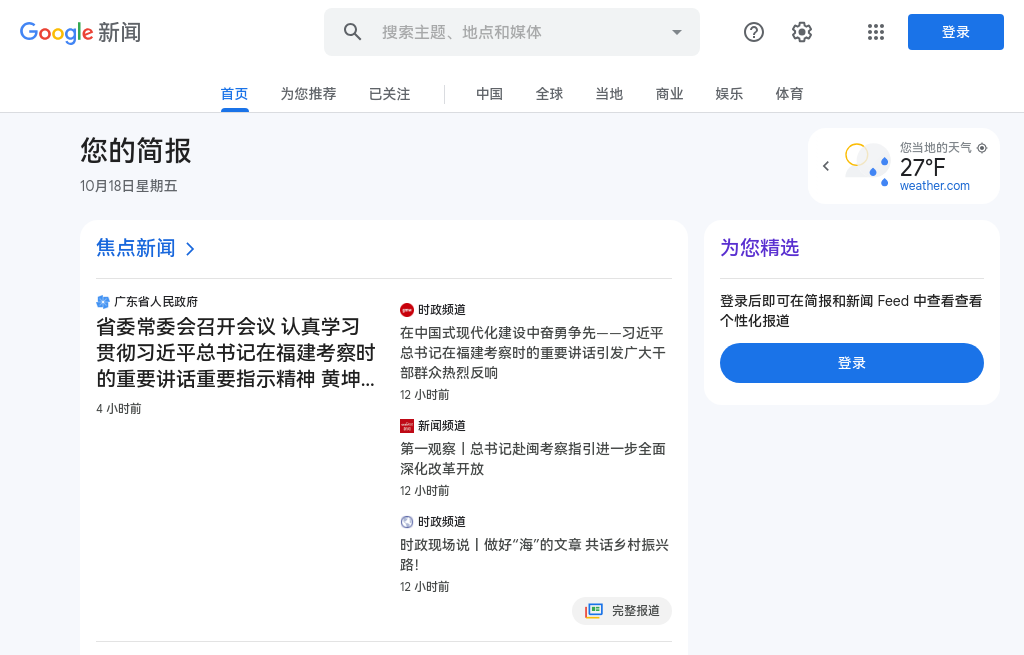 Google 新闻
搜索主题、地点和媒体
登录
首页
为您推荐
已关注
中国
全球
当地
商业
娱乐
体育
您的简报
10月18日星期五
您当地的天气
27°F
weather.com
焦点新闻
广东省人民政府
省委常委会召开会议 认真学习
贯彻习近平总书记在福建考察时
的重要讲话重要指示精神 黄坤...
4 小时前
时政频道
在中国式现代化建设中奋勇争先——习近平
总书记在福建考察时的重要讲话引发广大干
部群众热烈反响
12 小时前
新闻频道
第一观察丨总书记赴闽考察指引进一步全面
深化改革开放
12 小时前
时政频道
时政现场说丨做好“海”的文章 共话乡村振兴
路!
12 小时前
完整报道
为您精选
登录后即可在简报和新闻 Feed 中查看查看
个性化报道
登录